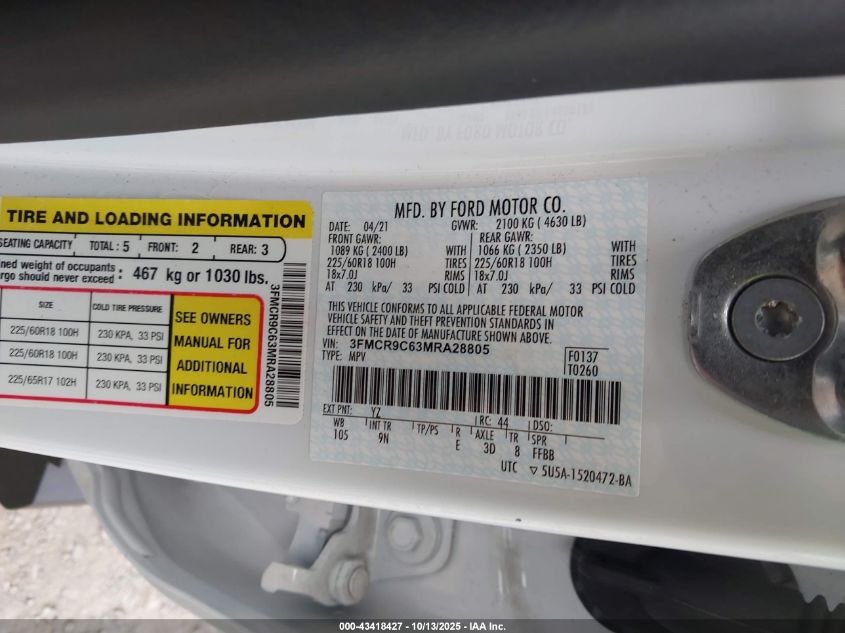 TIRE AND LOADING INFORMATION
SEATING CAPACITY TOTAL : 5 FRONT: 2 REAR: 3
ined weight of occupants
argo should never exceed : 467 kg or 1030 lbs.
SIZE COLD TIRE PRESSURE
225/60R18 100H 230 KPA, 33 PSI
225/60R18 100H 230 KPA, 33 PSI
225/65R17 102H 230 KPA, 33 PSI
SEE OWNERS
MANUAL FOR
ADDITIONAL
INFORMATION
3FMCR9C63MRA28805
MFD. BY FORD MOTOR CO.
DATE: 04/21 GVWR: 2100 KG ( 4630 LB)
FRONT GAWR: REAR GAWR:
1089 KG ( 2400 LB) WITH 1066 KG ( 2350 LB) WITH
225/60R18 100H TIRES 225/60R18 100H TIRES
18x7.0J RIMS 18x7.0J RIMS
AT 230 kPa/ 33 PSI COLD AT 230 kPa/ 33 PSI COLD
THIS VEHICLE CONFORMS TO ALL APPLICABLE FEDERAL MOTOR
VEHICLE SAFETY AND THEFT PREVENTION STANDARDS IN
EFFECT ON THE DATE OF MANUFACTURE SHOWN ABOVE.
VIN: 3FMCR9C63MRA28805 F0137
TYPE: MPV T0260
EXT PNT: YZ RC: 44 DSO:
WB INT TR TP/PS R AXLE TR SPR
105 9N E 3D 8 FFBB
UTC ▽ 5U5A-1520472-BA
000-43418427 - 10/13/2025 - IAA Inc.